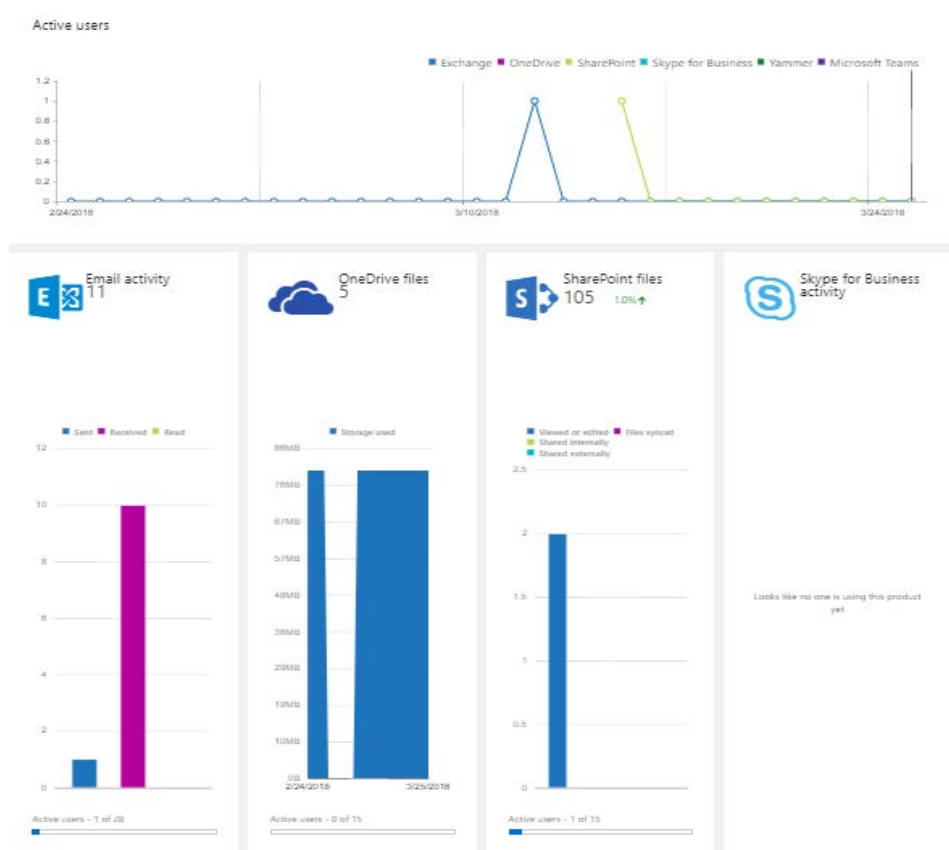 Active users
Exchange OneDrive SharePoint Skype for Business Yammer Microsoft Teams
1.2
1
0.8
0.6
0.4
0.2
0
2/24/2018 3/10/2018 3/24/2018
Email activity
11
Sent Received Read
12
10
8
6
4
2
0
Active users - 1 of 28
OneDrive files
5
Storage used
86MB
76MB
67MB
57MB
48MB
38MB
29MB
19MB
10MB
0B
2/24/2018 3/25/2018
Active users - 0 of 15
SharePoint files
105 1.0%
Viewed or edited Files synced
Shared internally
Shared externally
2.5
2
1.5
1
0.5
0
Active users - 1 of 15
Skype for Business
activity
Looks like no one is using this product
yet